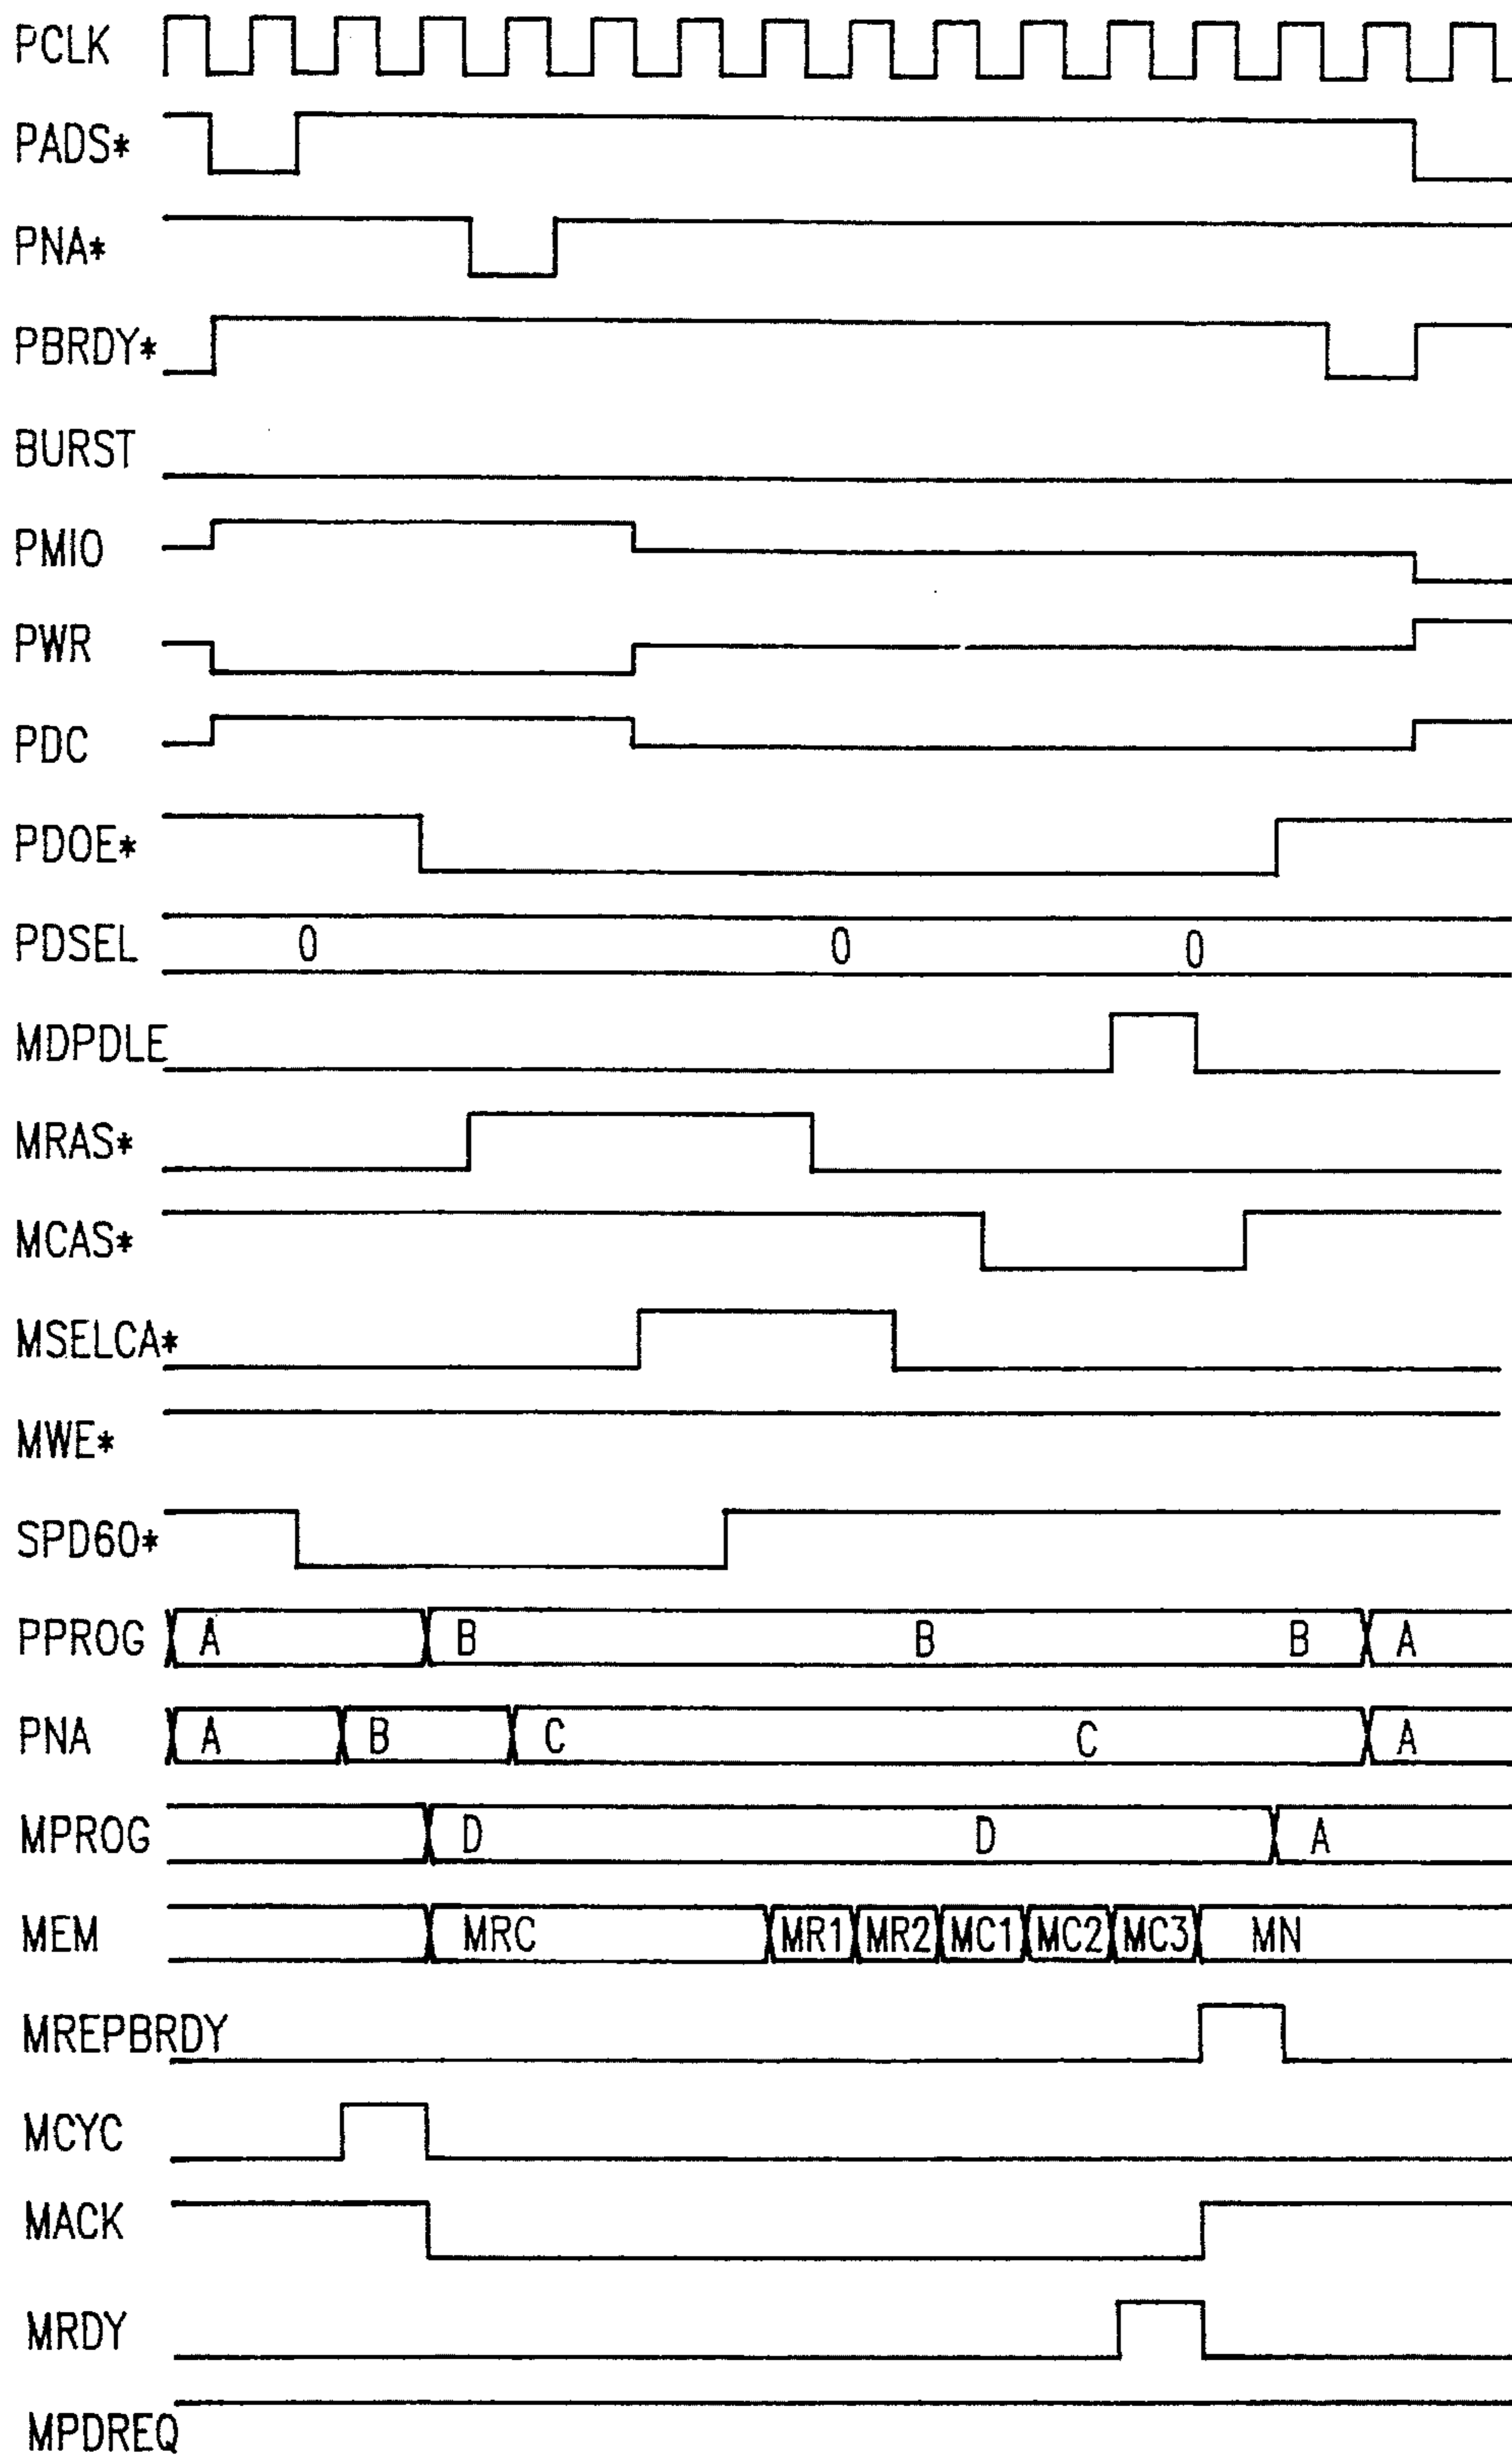 PCLK
PADS*
PNA*
PBRDY*
BURST
PMIO
PWR
PDC
PDOE*
PDSEL 0 0 0
MDPDLE
MRAS*
MCAS*
MSELCA*
MWE*
SPD60*
PPROG A B B B A
PNA A B C C A
MPROG D D A
MEM MRC MR1 MR2 MC1 MC2 MC3 MN
MREPBRDY
MCYC
MACK
MRDY
MPDREQ